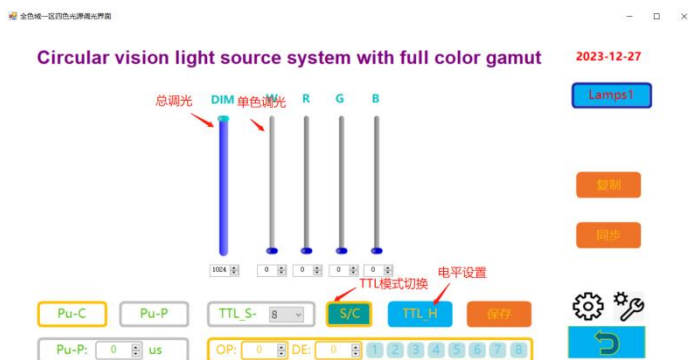 全色域一区四色光源调光界面
Circular vision light source system with full color gamut
2023-12-27
总调光
DIM
单色调光
W
R
G
B
Lamps1
复制
同步
1024
0
0
0
0
TTL模式切换
电平设置
Pu-C
Pu-P
TTL_S-
8
S/C
TTL_H
保存
Pu-P:
0
us
OP:
0
DE:
0
1
2
3
4
5
6
7
8